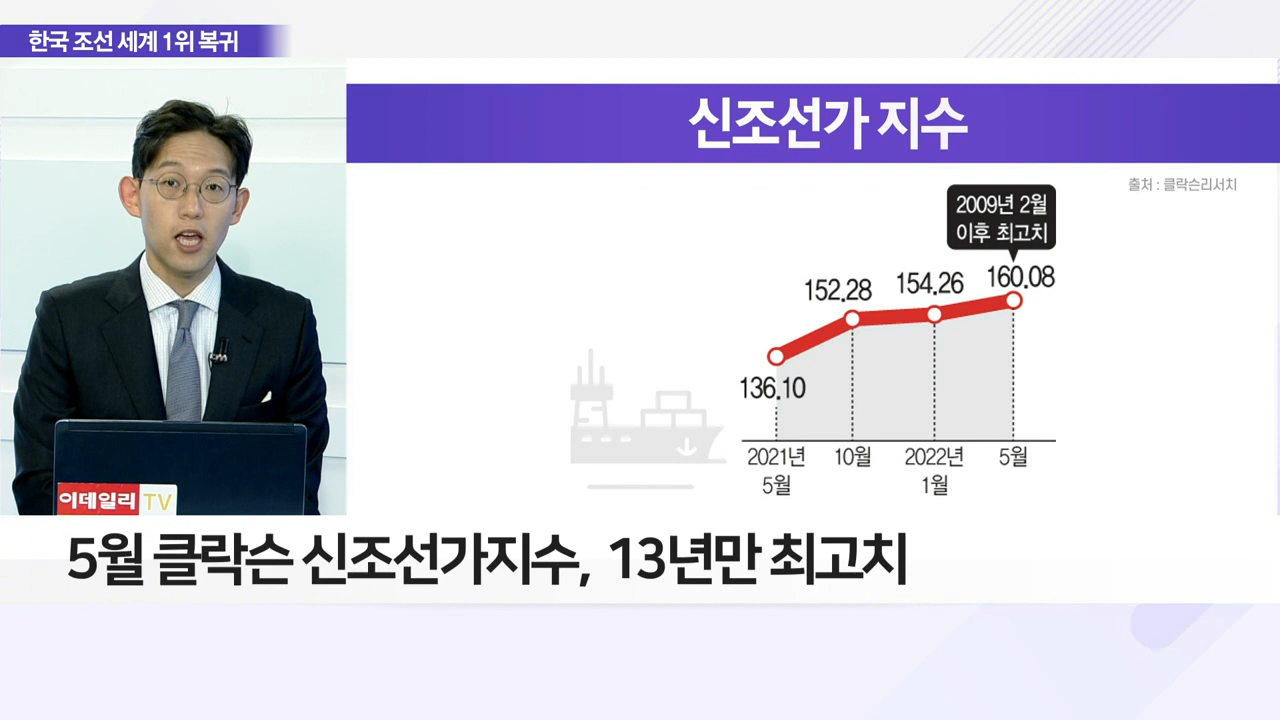 한국 조선 세계 1위 복귀
신조선가 지수
출처 : 클락슨리서치
2009년 2월
이후 최고치
152.28
154.26
160.08
136.10
2021년
5월
10월
2022년
1월
5월
이데일리 TV
5월 클락슨 신조선가지수, 13년만 최고치